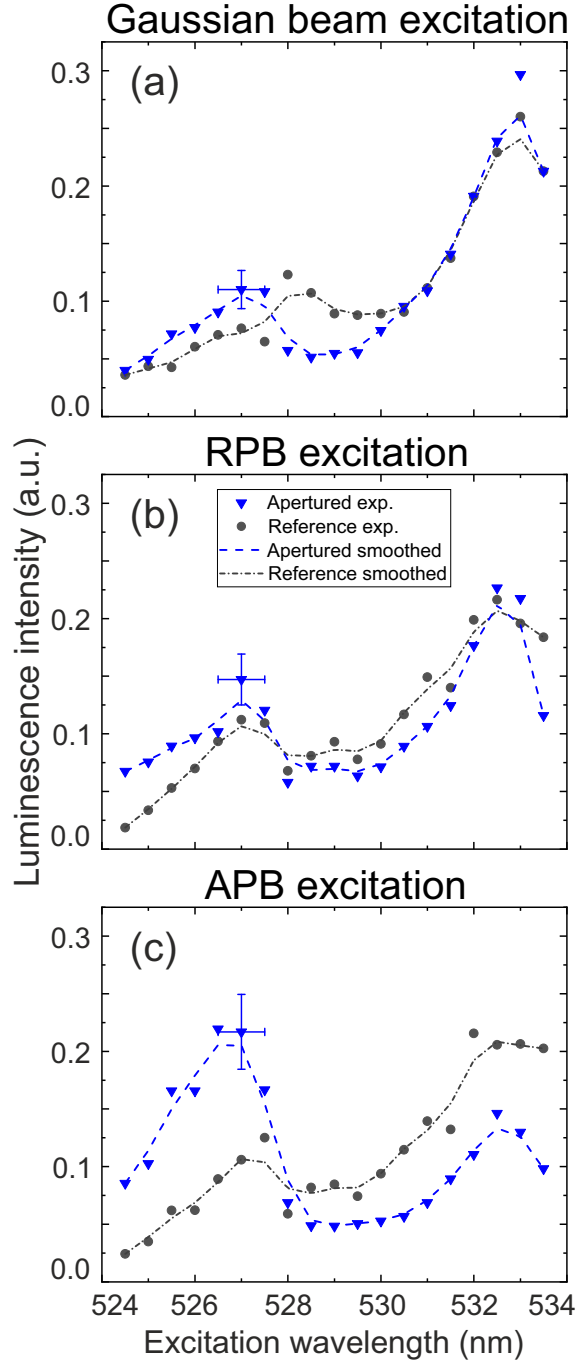 Gaussian beam excitation
(a)
0.3
0.2
0.1
0.0
RPB excitation
(b)
0.3
0.2
0.1
0.0
Apertured exp.
Reference exp.
Apertured smoothed
Reference smoothed
Luminescence intensity (a.u.)
APB excitation
(c)
0.3
0.2
0.1
0.0
524 526 528 530 532 534
Excitation wavelength (nm)